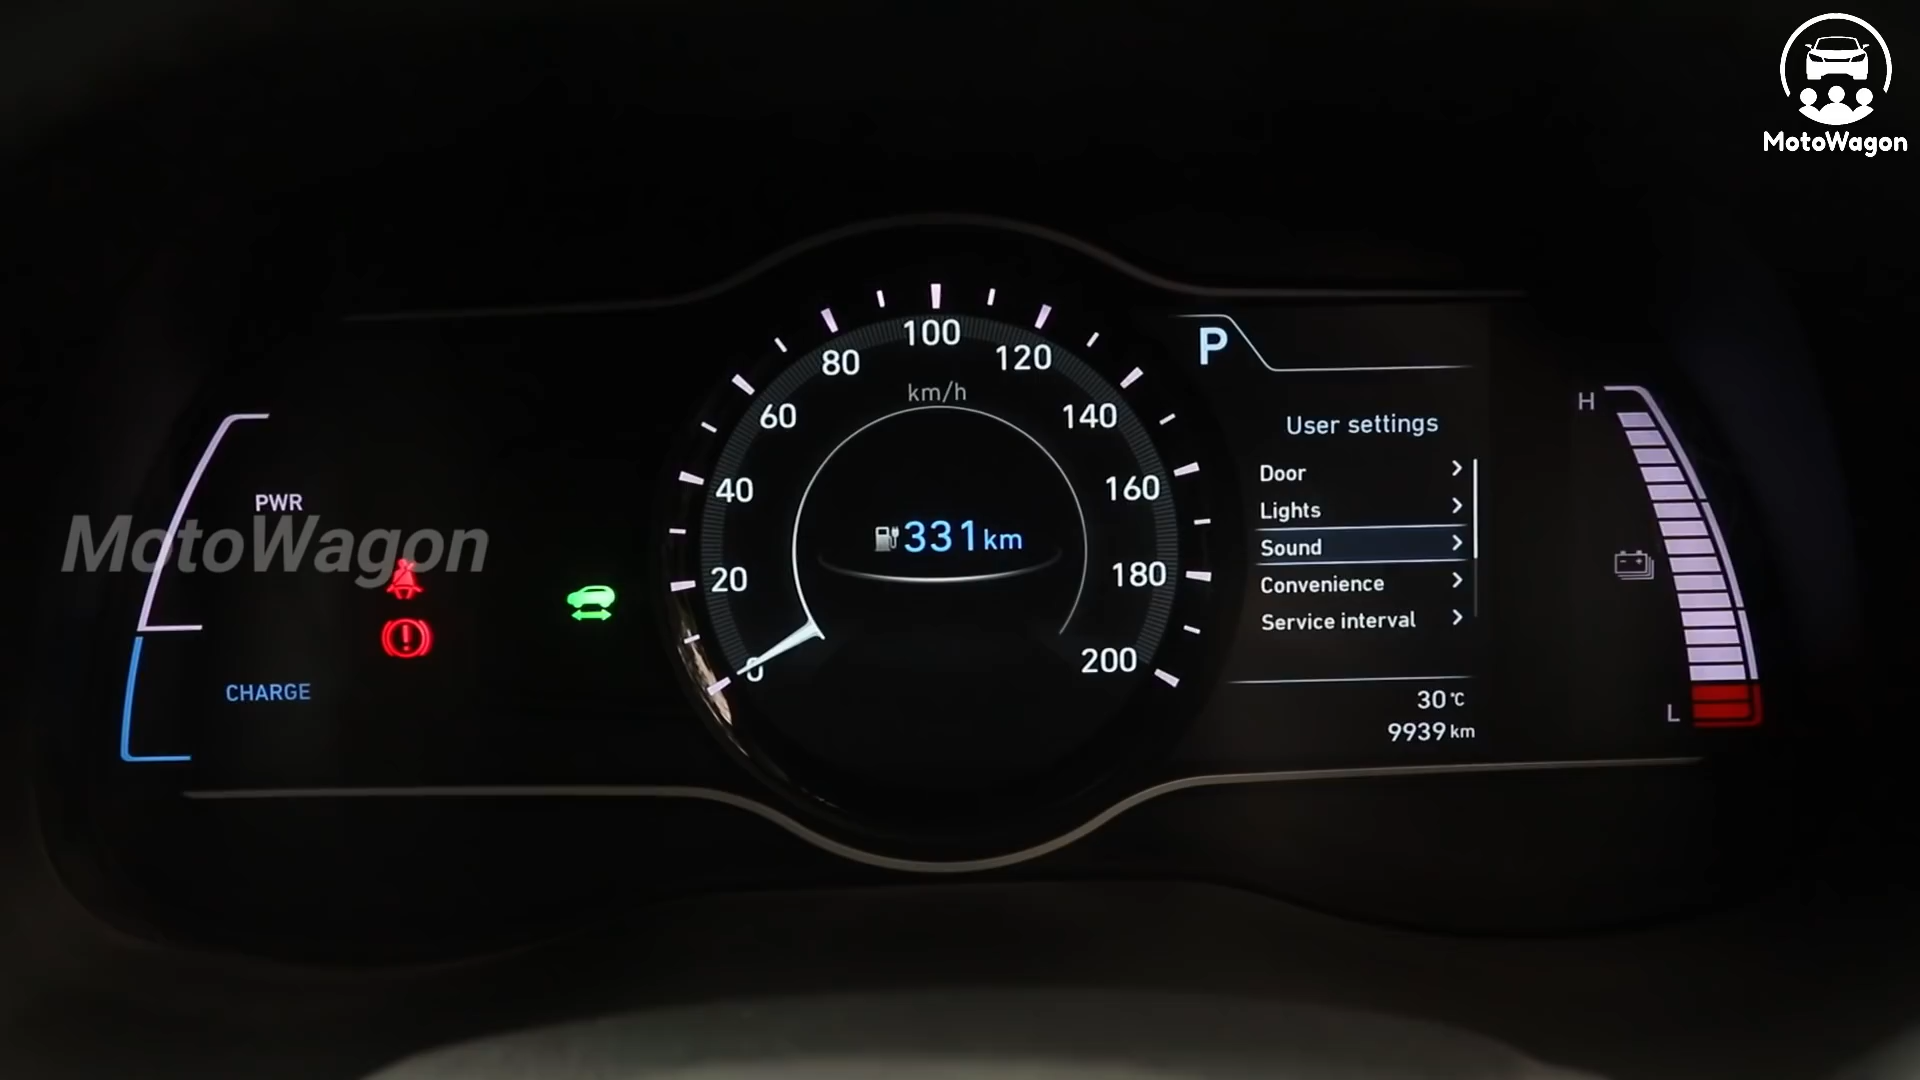 MotoWagon
100
80
120
km/h
60
140
40
160
20
180
0
200
331 km
PWR
MotoWagon
CHARGE
P
User settings
Door
Lights
Sound
Convenience
Service interval
30 °C
9939 km
H
L